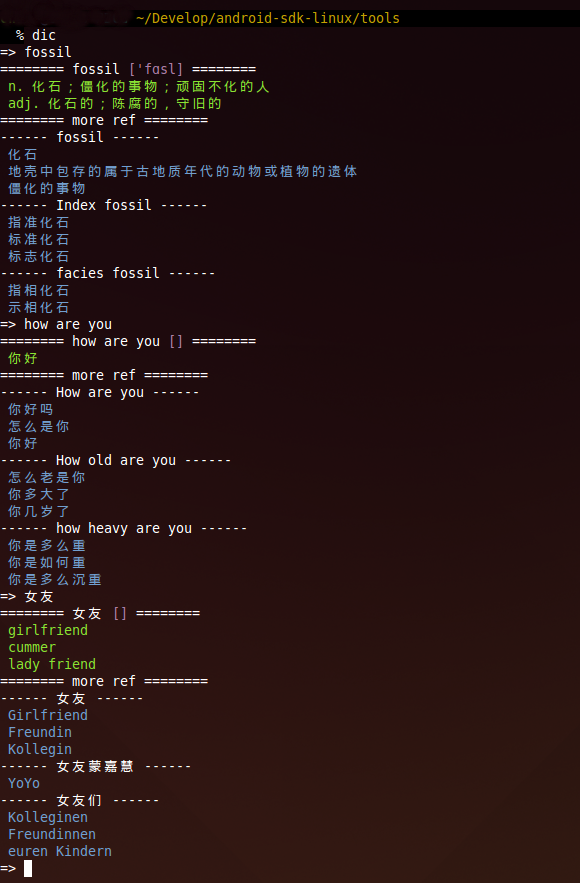 ~/Develop/android-sdk-linux/tools
% dic
=> fossil
======== fossil ['fɑsl] ========
n. 化石；僵化的事物；顽固不化的人
adj. 化石的；陈腐的，守旧的
======== more ref ========
------ fossil ------
化石
地壳中包存的属于古地质年代的动物或植物的遗体
僵化的事物
------ Index fossil ------
指准化石
标准化石
标志化石
------ facies fossil ------
指相化石
示相化石
=> how are you
======== how are you [] ========
你好
======== more ref ========
------ How are you ------
你好吗
怎么是你
你好
------ How old are you ------
怎么老是你
你多大了
你几岁了
------ how heavy are you ------
你是多么重
你是如何重
你是多么沉重
=> 女友
======== 女友 [] ========
girlfriend
cummer
lady friend
======== more ref ========
------ 女友 ------
Girlfriend
Freundin
Kollegin
------ 女友蒙嘉慧 ------
YoYo
------ 女友们 ------
Kolleginen
Freundinnen
euren Kindern
=>